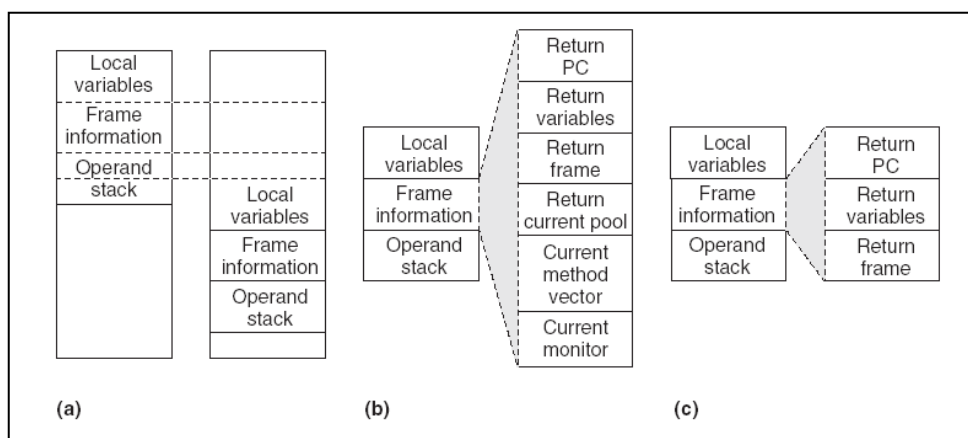 Local
variables
Frame
information
Operand
stack
Local
variables
Frame
information
Operand
stack
(a)
Local
variables
Frame
information
Operand
stack
Return
PC
Return
variables
Return
frame
Return
current pool
Current
method
vector
Current
monitor
(b)
Local
variables
Frame
information
Operand
stack
Return
PC
Return
variables
Return
frame
(c)